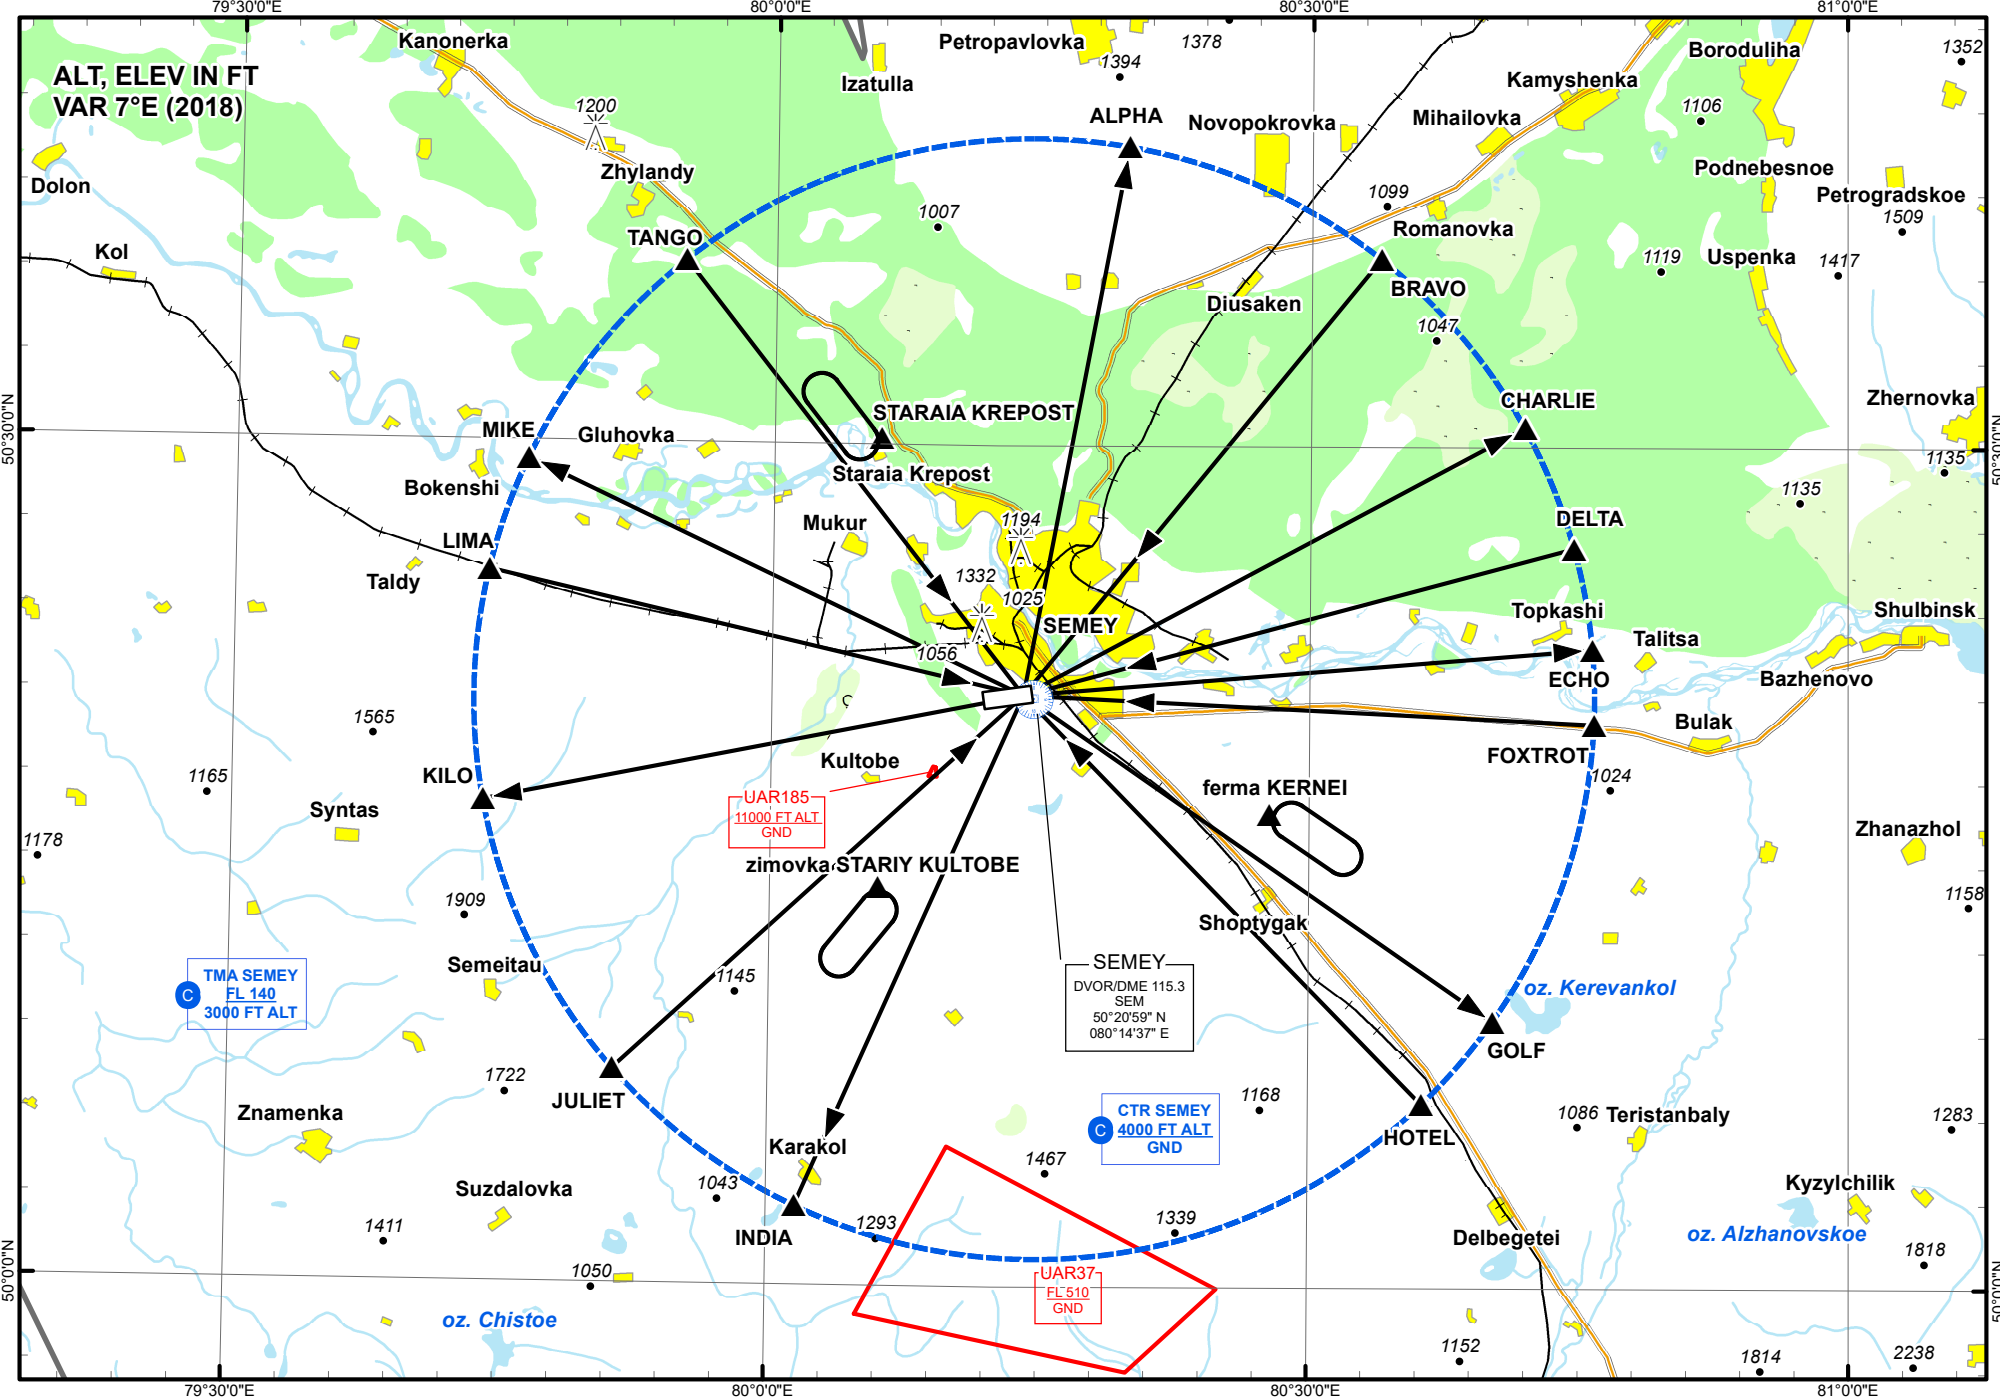 79°30'0"E
80°00'0"E
80°30'0"E
81°0'0"E
ALT, ELEV IN FT
VAR 7°E (2018)
Kanonerka
Izatulla
Petropavlovka
1394
1378
Kamyshenka
Boroduliha
1352
1200
ALPHA
Novopokrovka
Mihailovka
1106
Dolon
Zhylandy
Podnebesnoe
Petrogradskoe
1509
1007
1099
Romanovka
TANGO
Kol
1119
Uspenka
1417
BRAVO
Diusaken
1047
50°30'0"N
STARAIA KREPOST
CHARLIE
Zhernovka
MIKE
Gluhovka
50°30'0"N
Staraia Krepost
1135
1135
Bokenshi
Mukur
1194
DELTA
LIMA
Taldy
1332
1025
SEMEY
Topkashi
Talitsa
Shulbinsk
1056
ECHO
Bazhenovo
1565
Bulak
FOXTROT
1165
KILO
Kultobe
1024
UAR185
11000 FT ALT
GND
ferma KERNEI
Syntas
1178
Zhanazhol
zimovka STARIY KULTOBE
1909
1158
Shoptygak
Semeitau
TMA SEMEY
FL 140
3000 FT ALT
C
1145
SEMEY
DVOR/DME 115.3
SEM
50°20'59" N
080°14'37" E
oz. Kerevankol
GOLF
1722
JULIET
1168
Znamenka
CTR SEMEY
4000 FT ALT
GND
C
HOTEL
1086
Teristanbaly
1283
Karakol
1467
Suzdalovka
1043
Kyzylchilik
1411
INDIA
1293
1339
Delbegetei
oz. Alzhanovskoe
1818
50°0'0"N
1050
UAR37
FL 510
GND
50°0'0"N
oz. Chistoe
1152
1814
2238
79°30'0"E
80°00'0"E
80°30'0"E
81°0'0"E